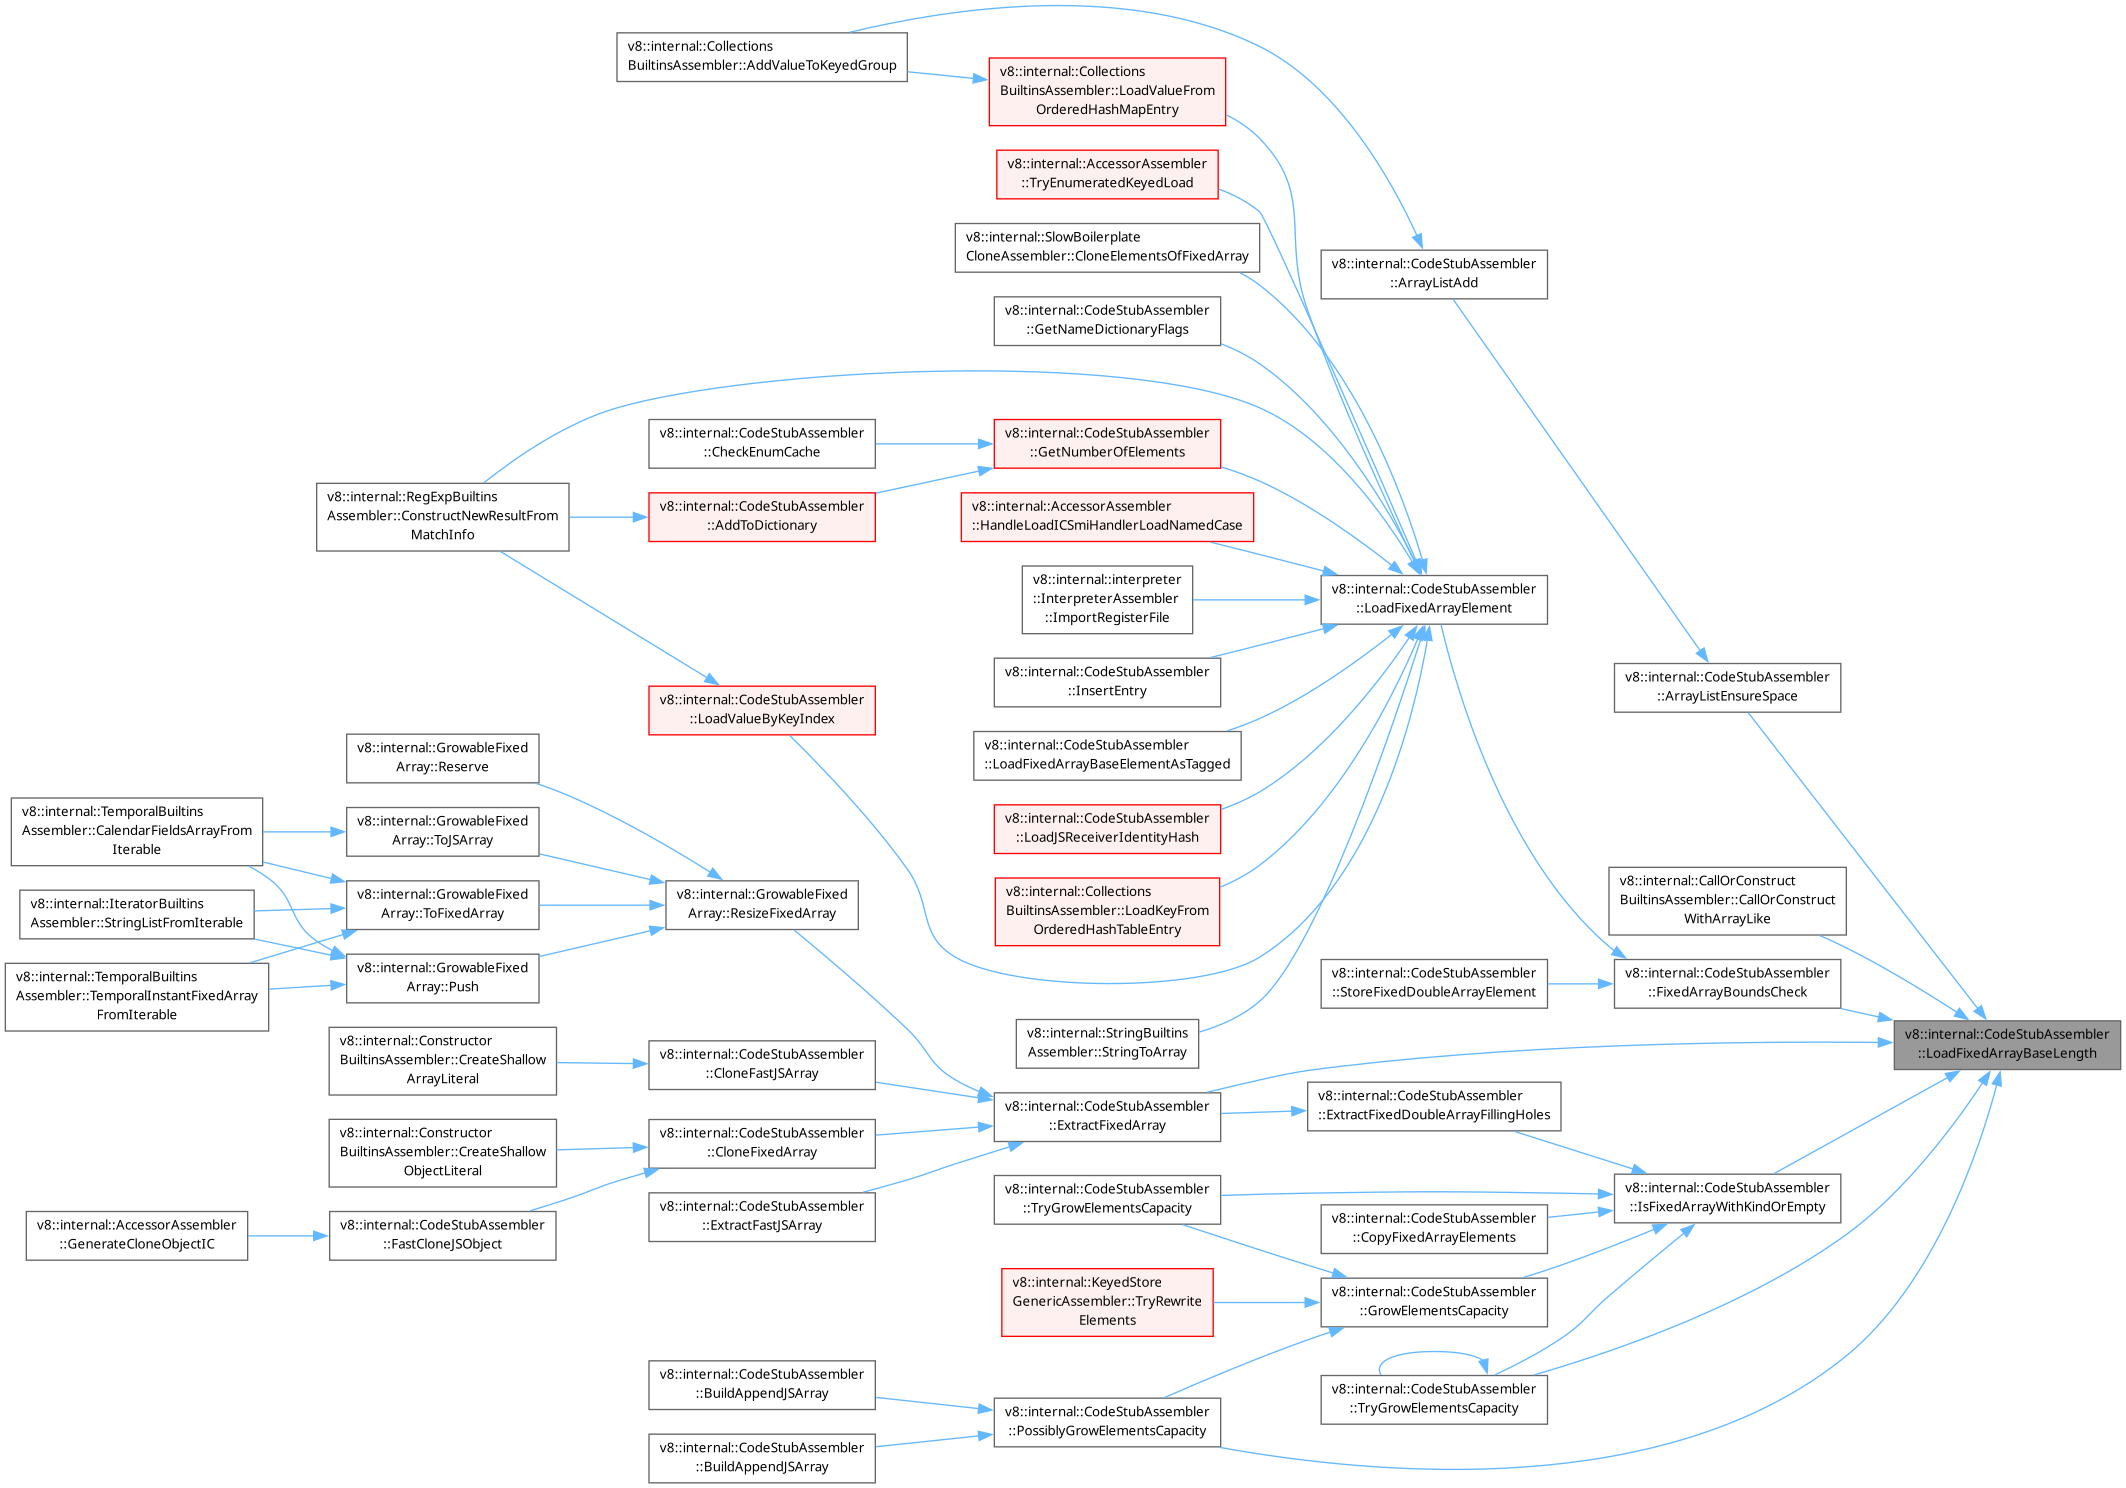 v8::internal::Collections
BuiltinsAssembler::AddValueToKeyedGroup
v8::internal::Collections
BuiltinsAssembler::LoadValueFrom
OrderedHashMapEntry
v8::internal::AccessorAssembler
::TryEnumeratedKeyedLoad
v8::internal::SlowBoilerplate
CloneAssembler::CloneElementsOfFixedArray
v8::internal::CodeStubAssembler
::ArrayListAdd
v8::internal::CodeStubAssembler
::GetNameDictionaryFlags
v8::internal::CodeStubAssembler
::CheckEnumCache
v8::internal::CodeStubAssembler
::GetNumberOfElements
v8::internal::RegExpBuiltins
Assembler::ConstructNewResultFrom
MatchInfo
v8::internal::CodeStubAssembler
::AddToDictionary
v8::internal::AccessorAssembler
::HandleLoadICSmiHandlerLoadNamedCase
v8::internal::interpreter
::InterpreterAssembler
::ImportRegisterFile
v8::internal::CodeStubAssembler
::LoadFixedArrayElement
v8::internal::CodeStubAssembler
::InsertEntry
v8::internal::CodeStubAssembler
::ArrayListEnsureSpace
v8::internal::CodeStubAssembler
::LoadValueByKeyIndex
v8::internal::GrowableFixed
Array::Reserve
v8::internal::CodeStubAssembler
::LoadFixedArrayBaseElementAsTagged
v8::internal::TemporalBuiltins
Assembler::CalendarFieldsArrayFrom
Iterable
v8::internal::GrowableFixed
Array::ToJSArray
v8::internal::CodeStubAssembler
::LoadJSReceiverIdentityHash
v8::internal::IteratorBuiltins
Assembler::StringListFromIterable
v8::internal::GrowableFixed
Array::ToFixedArray
v8::internal::GrowableFixed
Array::ResizeFixedArray
v8::internal::Collections
BuiltinsAssembler::LoadKeyFrom
OrderedHashTableEntry
v8::internal::CallOrConstruct
BuiltinsAssembler::CallOrConstruct
WithArrayLike
v8::internal::TemporalBuiltins
Assembler::TemporalInstantFixedArray
FromIterable
v8::internal::GrowableFixed
Array::Push
v8::internal::CodeStubAssembler
::StoreFixedDoubleArrayElement
v8::internal::CodeStubAssembler
::FixedArrayBoundsCheck
v8::internal::StringBuiltins
Assembler::StringToArray
v8::internal::CodeStubAssembler
::LoadFixedArrayBaseLength
v8::internal::Constructor
BuiltinsAssembler::CreateShallow
ArrayLiteral
v8::internal::CodeStubAssembler
::CloneFastJSArray
v8::internal::CodeStubAssembler
::ExtractFixedArray
v8::internal::CodeStubAssembler
::ExtractFixedDoubleArrayFillingHoles
v8::internal::Constructor
BuiltinsAssembler::CreateShallow
ObjectLiteral
v8::internal::CodeStubAssembler
::CloneFixedArray
v8::internal::CodeStubAssembler
::TryGrowElementsCapacity
v8::internal::CodeStubAssembler
::IsFixedArrayWithKindOrEmpty
v8::internal::CodeStubAssembler
::ExtractFastJSArray
v8::internal::CodeStubAssembler
::CopyFixedArrayElements
v8::internal::AccessorAssembler
::GenerateCloneObjectIC
v8::internal::CodeStubAssembler
::FastCloneJSObject
v8::internal::KeyedStore
GenericAssembler::TryRewrite
Elements
v8::internal::CodeStubAssembler
::GrowElementsCapacity
v8::internal::CodeStubAssembler
::BuildAppendJSArray
v8::internal::CodeStubAssembler
::TryGrowElementsCapacity
v8::internal::CodeStubAssembler
::PossiblyGrowElementsCapacity
v8::internal::CodeStubAssembler
::BuildAppendJSArray